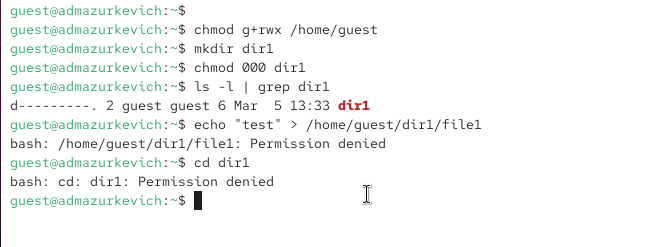 guest@admazurkevich:~$
guest@admazurkevich:~$ chmod g+rwx /home/guest
guest@admazurkevich:~$ mkdir dir1
guest@admazurkevich:~$ chmod 000 dir1
guest@admazurkevich:~$ ls -l | grep dir1
d---------. 2 guest guest 6 Mar  5 13:33 dir1
guest@admazurkevich:~$ echo "test" > /home/guest/dir1/file1
bash: /home/guest/dir1/file1: Permission denied
guest@admazurkevich:~$ cd dir1
bash: cd: dir1: Permission denied
guest@admazurkevich:~$